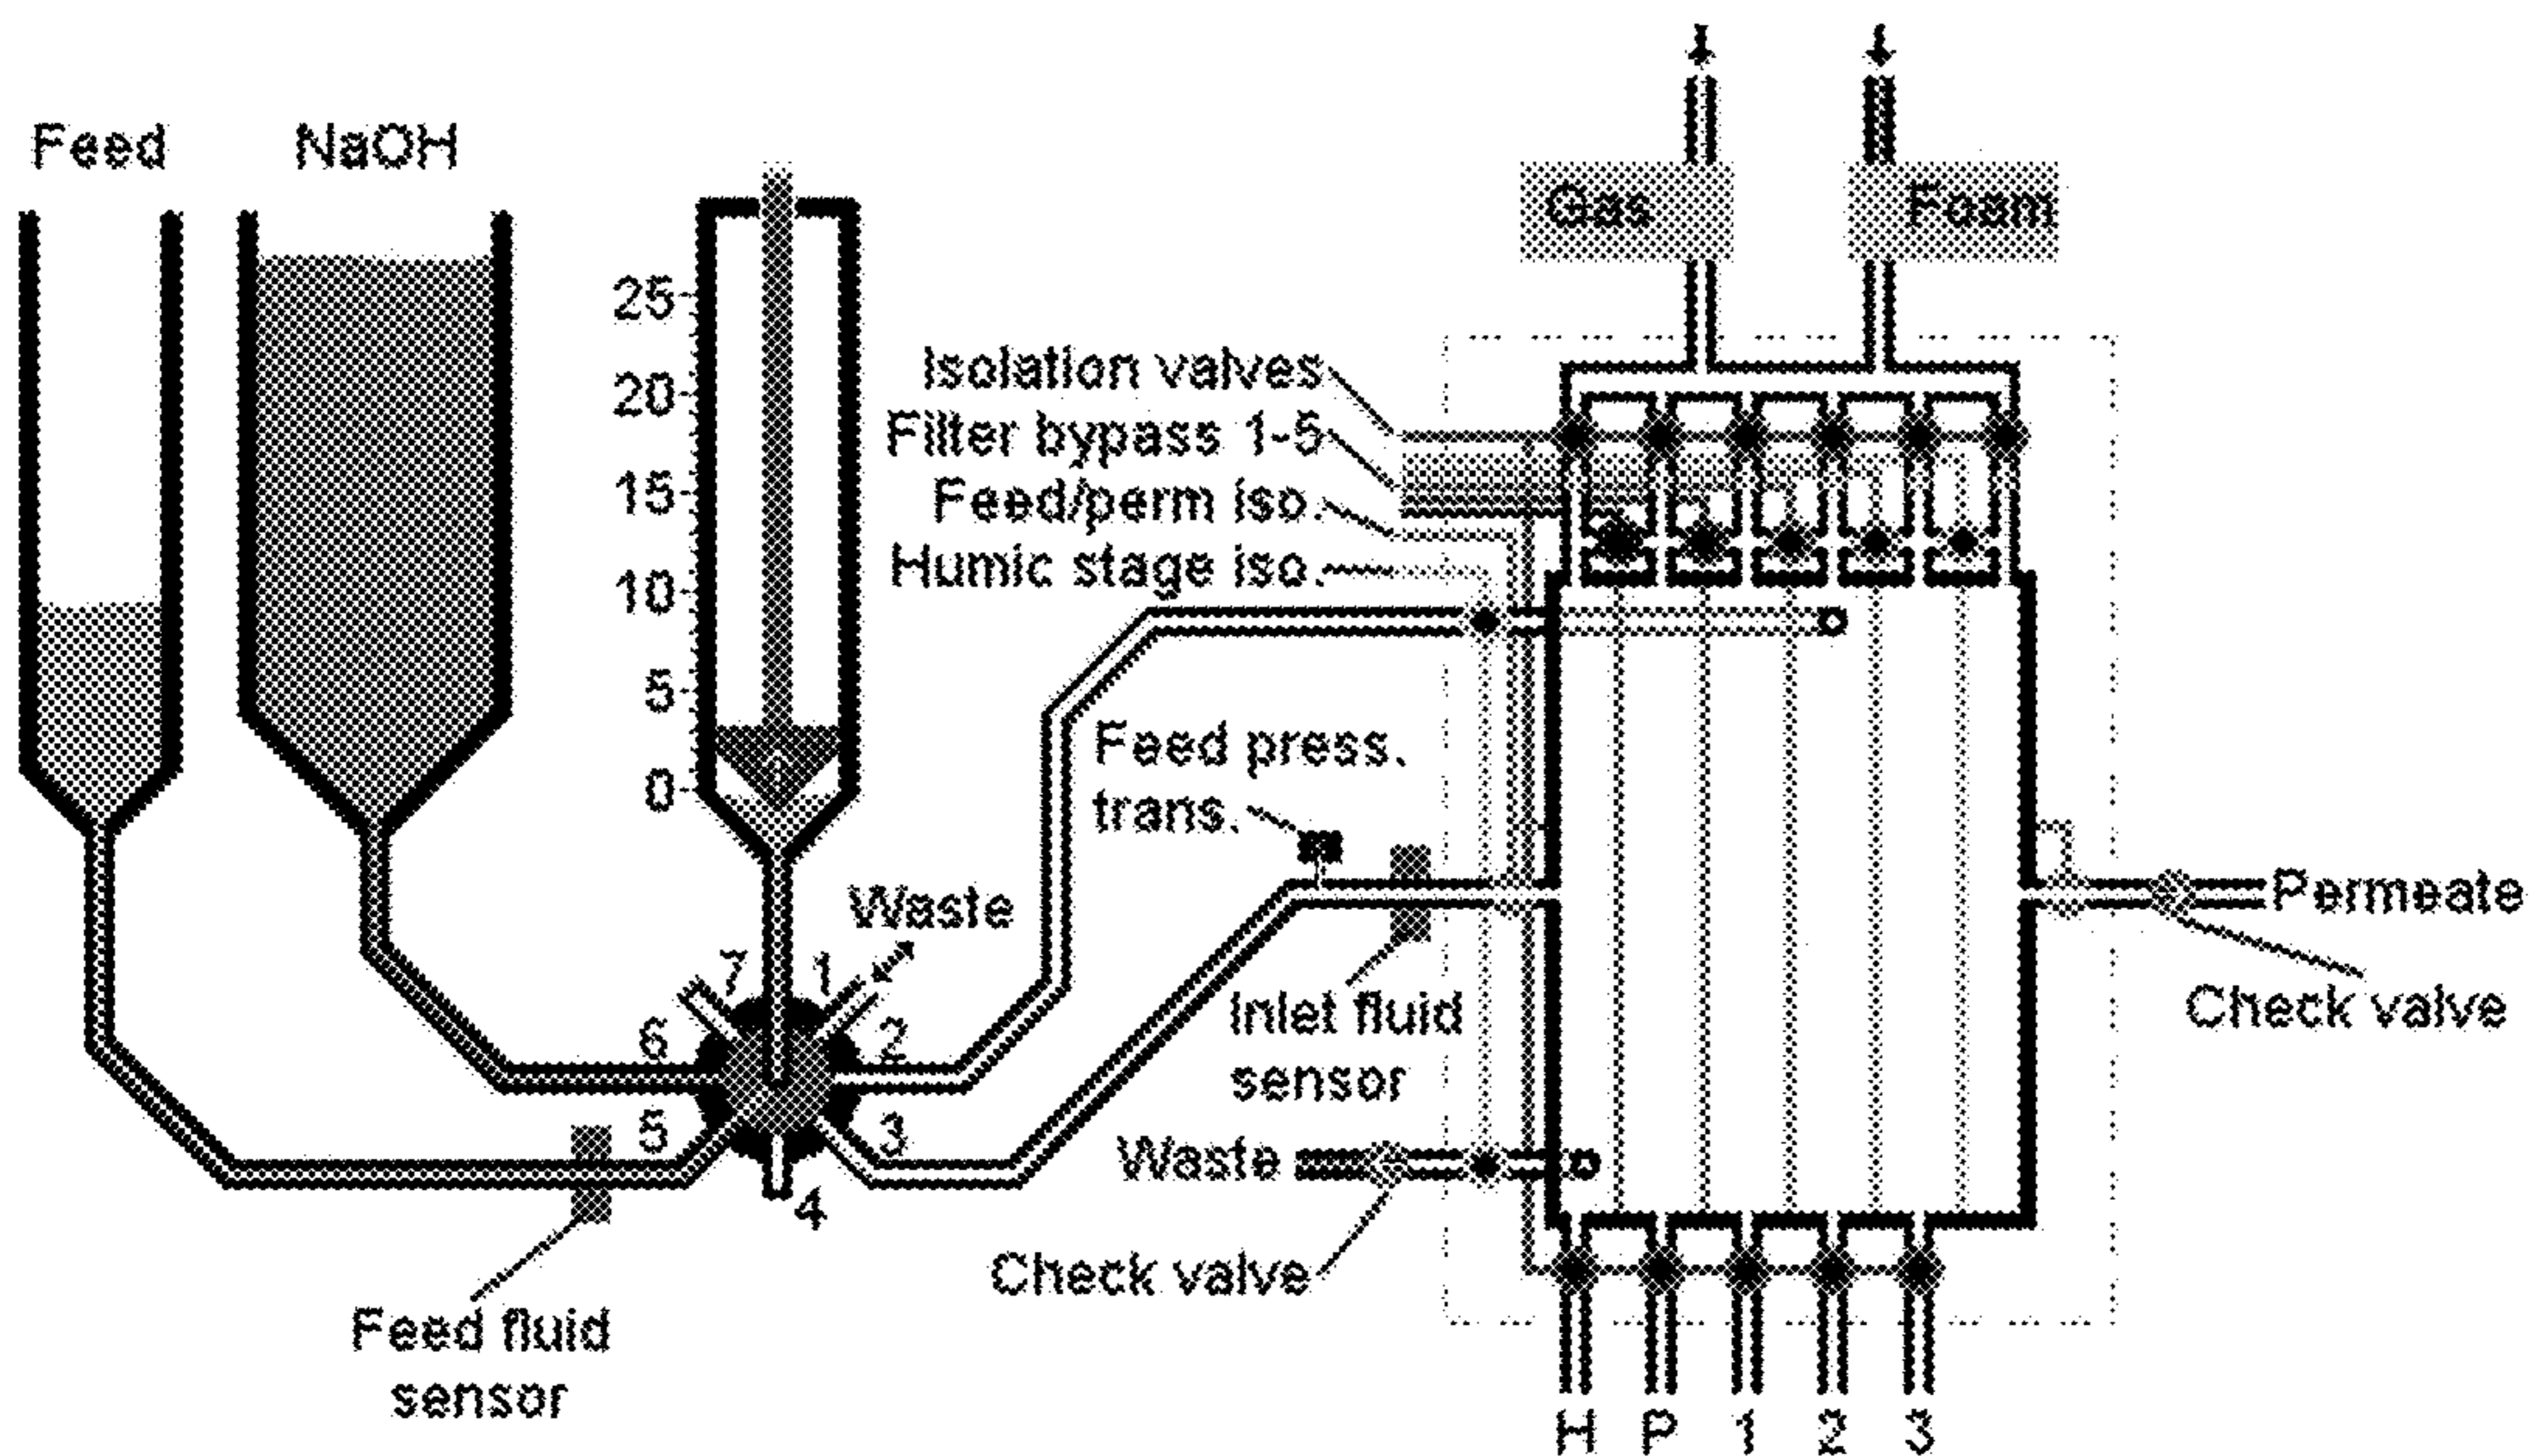 Feed
NaOH
Gas
Foam
25
20
15
10
5
0
Isolation valves
Filter bypass 1-5
Feed/perm iso.
Humic stage iso.
Feed press.
trans.
Waste
7
1
6
2
5
3
4
Inlet fluid
sensor
Permeate
Check valve
Waste
Check valve
Feed fluid
sensor
H P 1 2 3